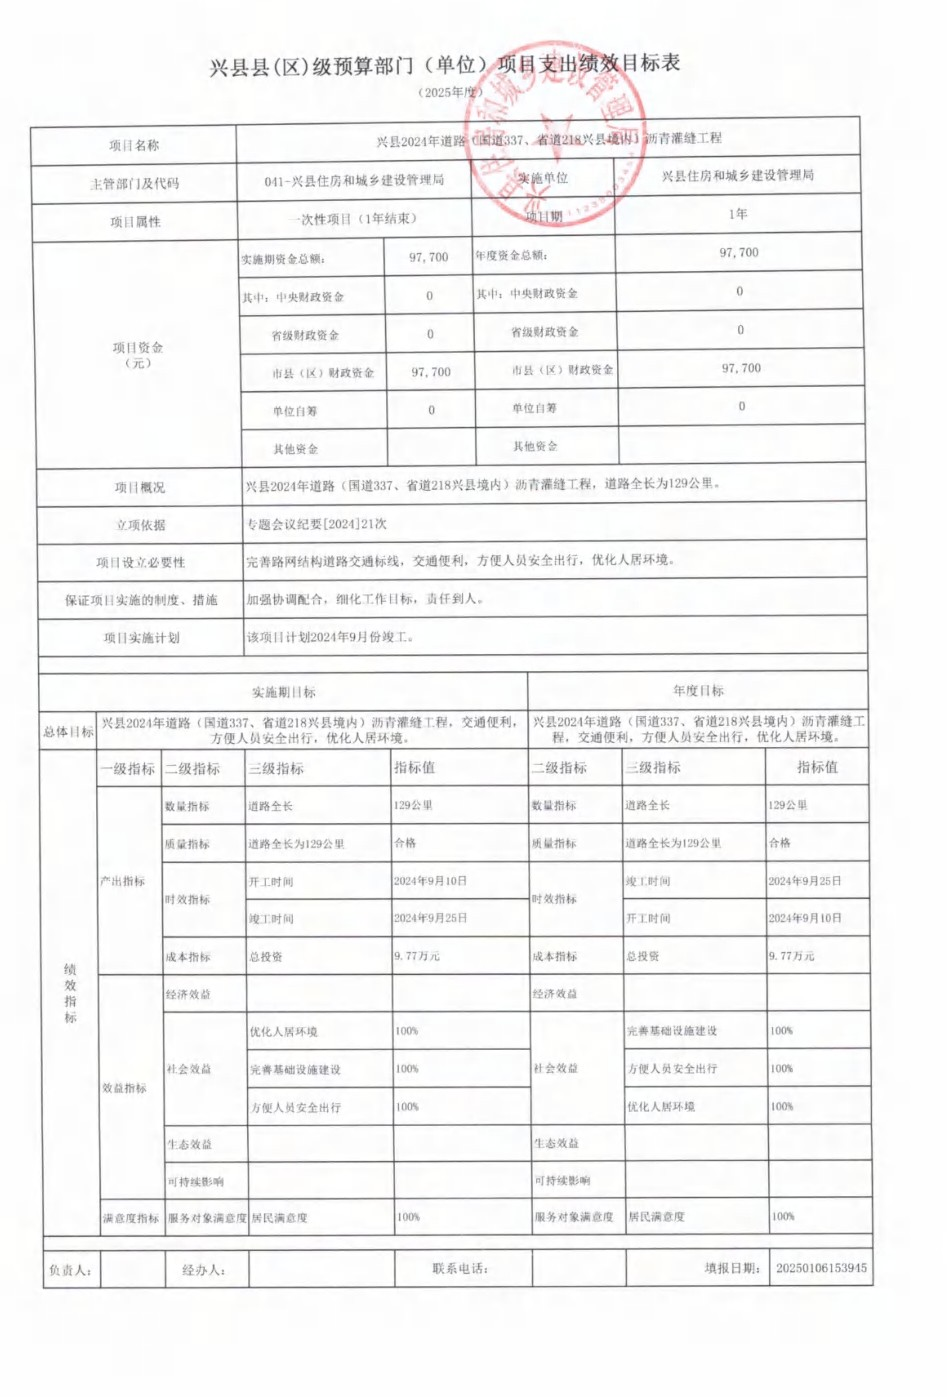 兴县县(区)级预算部门（单位）项目支出绩效目标表
（2025年度）
项目名称 兴县2024年道路（国道337、省道218兴县境内）沥青灌缝工程
主管部门及代码 041-兴县住房和城乡建设管理局 实施单位 兴县住房和城乡建设管理局
项目属性 一次性项目（1年结束） 项目期 1年
项目资金
（元）
实施期资金总额： 97,700 年度资金总额： 97,700
其中：中央财政资金 0 其中：中央财政资金 0
省级财政资金 0 省级财政资金 0
市县（区）财政资金 97,700 市县（区）财政资金 97,700
单位自筹 0 单位自筹 0
其他资金 其他资金
项目概况 兴县2024年道路（国道337、省道218兴县境内）沥青灌缝工程，道路全长为129公里。
立项依据 专题会议纪要[2024]21次
项目设立必要性 完善路网结构道路交通标线，交通便利，方便人员安全出行，优化人居环境。
保证项目实施的制度、措施 加强协调配合，细化工作目标，责任到人。
项目实施计划 该项目计划2024年9月份竣工。
实施期目标 年度目标
总体目标 兴县2024年道路（国道337、省道218兴县境内）沥青灌缝工程，交通便利，
方便人员安全出行，优化人居环境。
兴县2024年道路（国道337、省道218兴县境内）沥青灌缝工
程，交通便利，方便人员安全出行，优化人居环境。
绩效指标
一级指标 二级指标 三级指标 指标值 二级指标 三级指标 指标值
产出指标
数量指标 道路全长 129公里 数量指标 道路全长 129公里
质量指标 道路全长为129公里 合格 质量指标 道路全长为129公里 合格
时效指标 开工时间 2024年9月10日 时效指标 竣工时间 2024年9月25日
竣工时间 2024年9月25日 开工时间 2024年9月10日
成本指标 总投资 9.77万元 成本指标 总投资 9.77万元
效益指标
经济效益 经济效益
社会效益 优化人居环境 100% 社会效益 完善基础设施建设 100%
完善基础设施建设 100% 方便人员安全出行 100%
方便人员安全出行 100% 优化人居环境 100%
生态效益 生态效益
可持续影响 可持续影响
满意度指标 服务对象满意度 居民满意度 100% 服务对象满意度 居民满意度 100%
负责人： 经办人： 联系电话： 填报日期： 20250106153945
兴县住房和城乡建设管理局